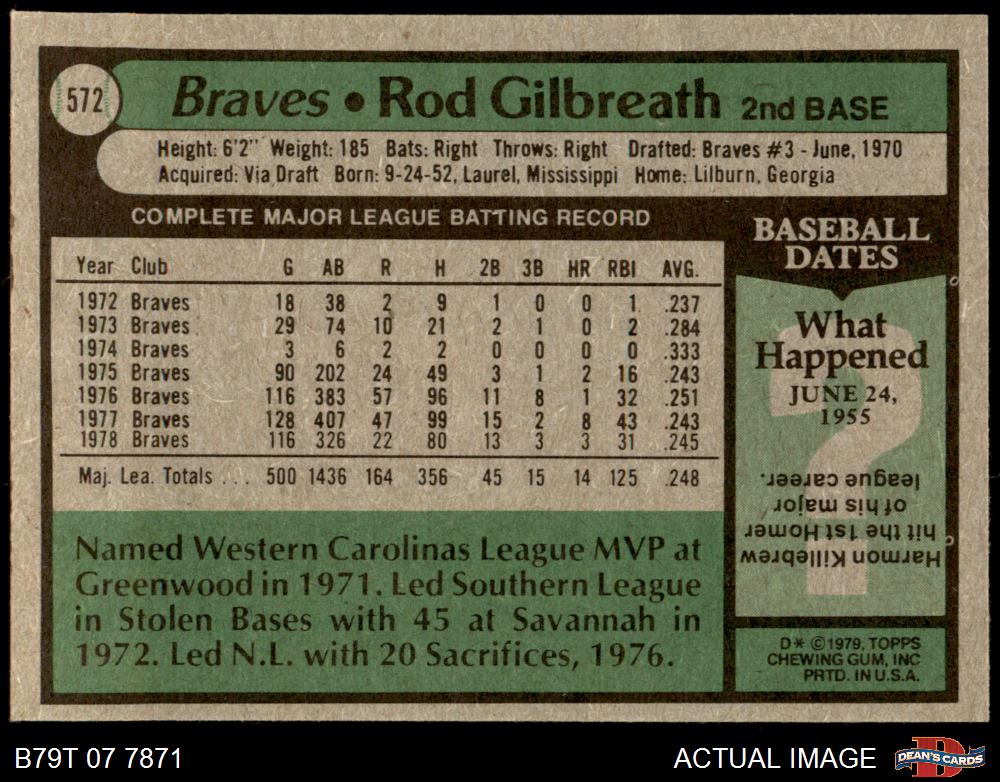 572
Braves • Rod Gilbreath 2nd BASE
Height: 6'2" Weight: 185 Bats: Right Throws: Right Drafted: Braves #3 - June, 1970
Acquired: Via Draft Born: 9-24-52, Laurel, Mississippi Home: Lilburn, Georgia
COMPLETE MAJOR LEAGUE BATTING RECORD
Year Club G AB R H 2B 3B HR RBI AVG.
1972 Braves 18 38 2 9 1 0 0 1 .237
1973 Braves 29 74 10 21 2 1 0 2 .284
1974 Braves 3 6 2 2 0 0 0 0 .333
1975 Braves 90 202 24 49 3 1 2 16 .243
1976 Braves 116 383 57 96 11 8 1 32 .251
1977 Braves 128 407 47 99 15 2 8 43 .243
1978 Braves 116 326 22 80 13 3 3 31 .245
Maj. Lea. Totals . . . 500 1436 164 356 45 15 14 125 .248
Named Western Carolinas League MVP at
Greenwood in 1971. Led Southern League
in Stolen Bases with 45 at Savannah in
1972. Led N.L. with 20 Sacrifices, 1976.
BASEBALL
DATES
?
What
Happened
JUNE 24,
1955
Harmon Killebrew
hit the 1st Homer
of his major
league career.
D* ©1979, TOPPS
CHEWING GUM, INC
PRTD. IN U.S.A.
B79T 07 7871
ACTUAL IMAGE
D
DEAN'S CARDS